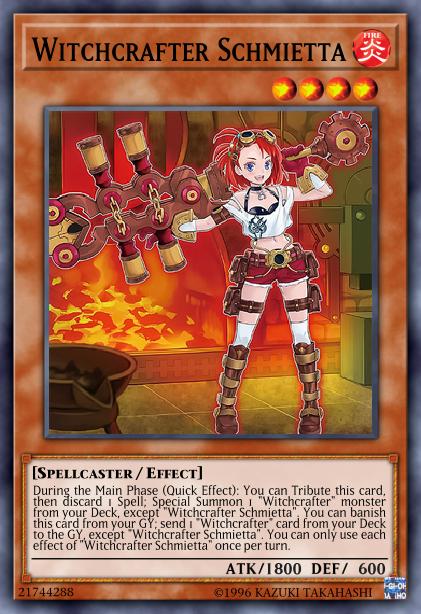 WITCHCRAFTER SCHMIETTA
FIRE
炎
[SPELLCASTER / EFFECT]
During the Main Phase (Quick Effect): You can Tribute this card,
then discard 1 Spell; Special Summon 1 "Witchcrafter" monster
from your Deck, except "Witchcrafter Schmietta". You can banish
this card from your GY; send 1 "Witchcrafter" card from your Deck
to the GY, except "Witchcrafter Schmietta". You can only use each
effect of "Witchcrafter Schmietta" once per turn.
ATK/1800 DEF/ 600
21744288
©1996 KAZUKI TAKAHASHI